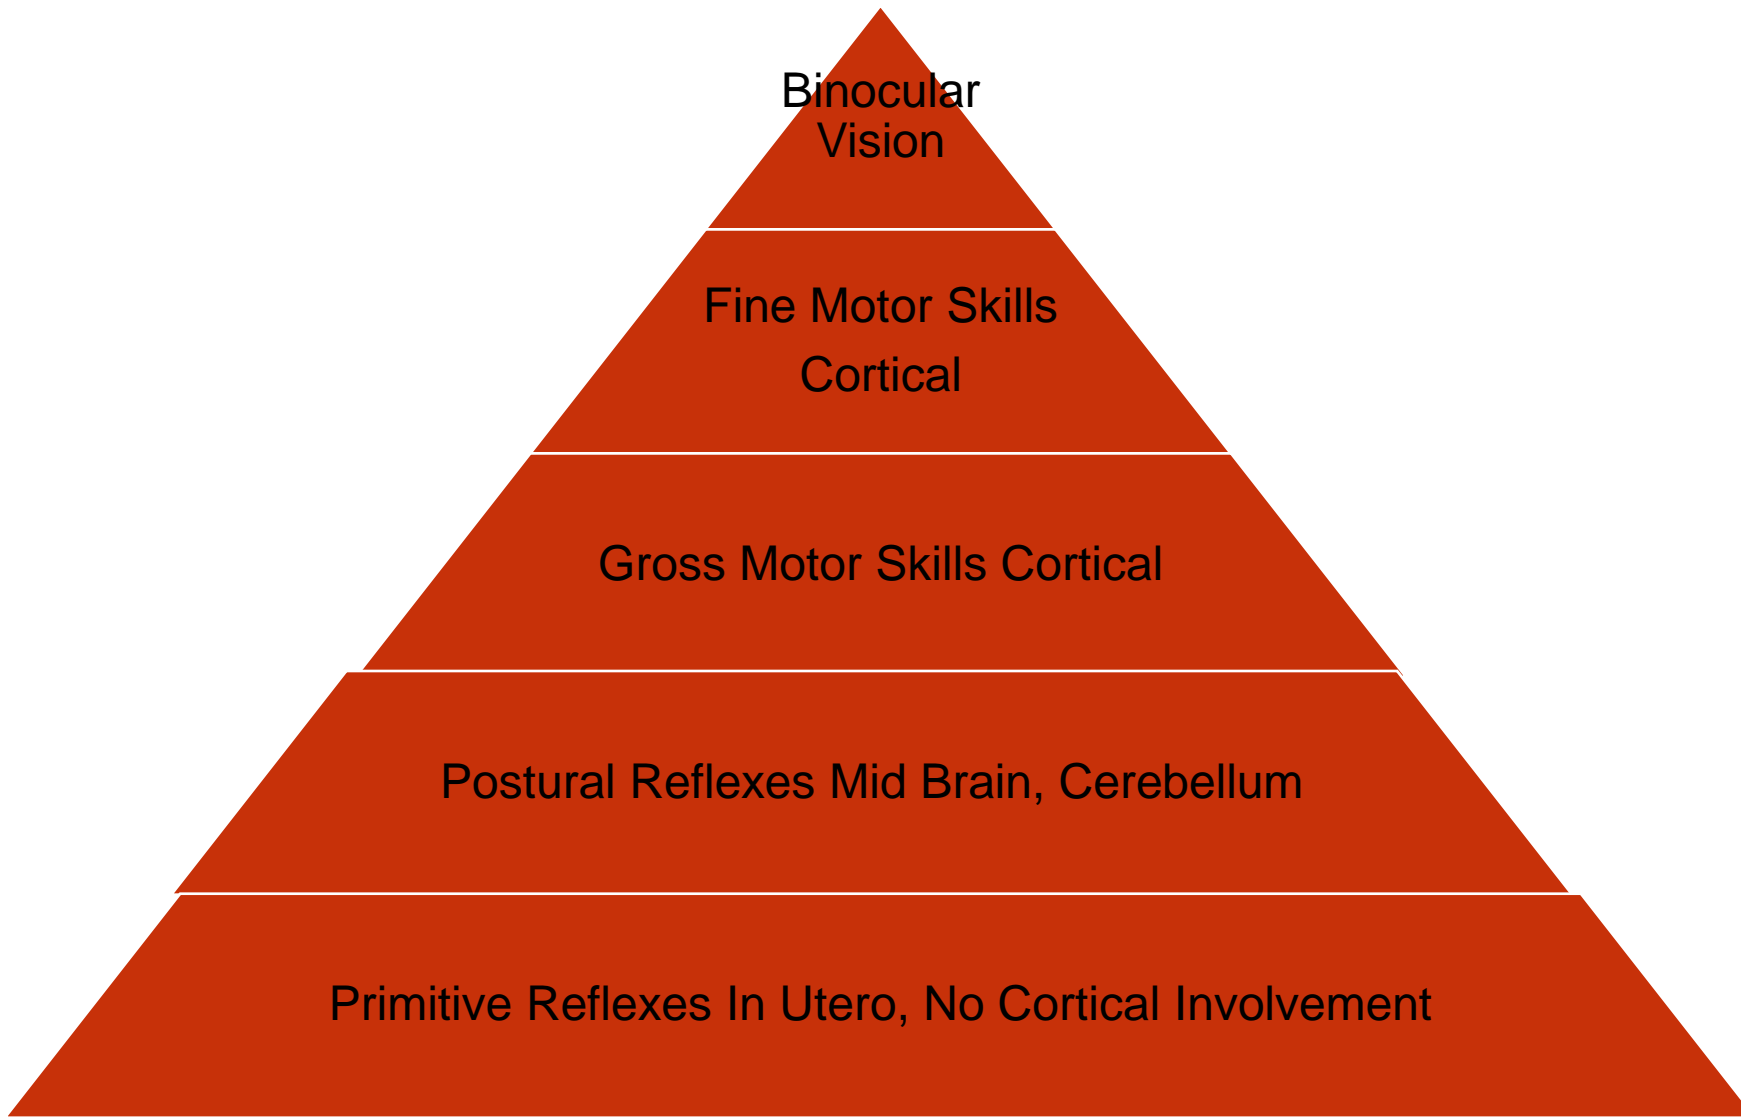 Binocular
Vision
Fine Motor Skills
Cortical
Gross Motor Skills Cortical
Postural Reflexes Mid Brain, Cerebellum
Primitive Reflexes In Utero, No Cortical Involvement